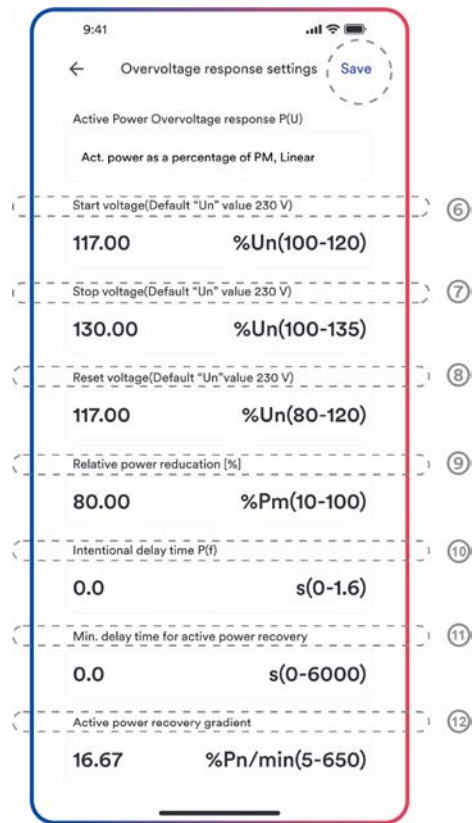 9:41
Overvoltage response settings Save
Active Power Overvoltage response P(U)
Act. power as a percentage of PM, Linear
Start voltage(Default “Un” value 230 V) ⑥
117.00 %Un(100-120)
Stop voltage(Default “Un” value 230 V) ⑦
130.00 %Un(100-135)
Reset voltage(Default “Un”value 230 V) ⑧
117.00 %Un(80-120)
Relative power reducation [%] ⑨
80.00 %Pm(10-100)
Intentional delay time P(f) ⑩
0.0 s(0-1.6)
Min. delay time for active power recovery ⑪
0.0 s(0-6000)
Active power recovery gradient ⑫
16.67 %Pn/min(5-650)